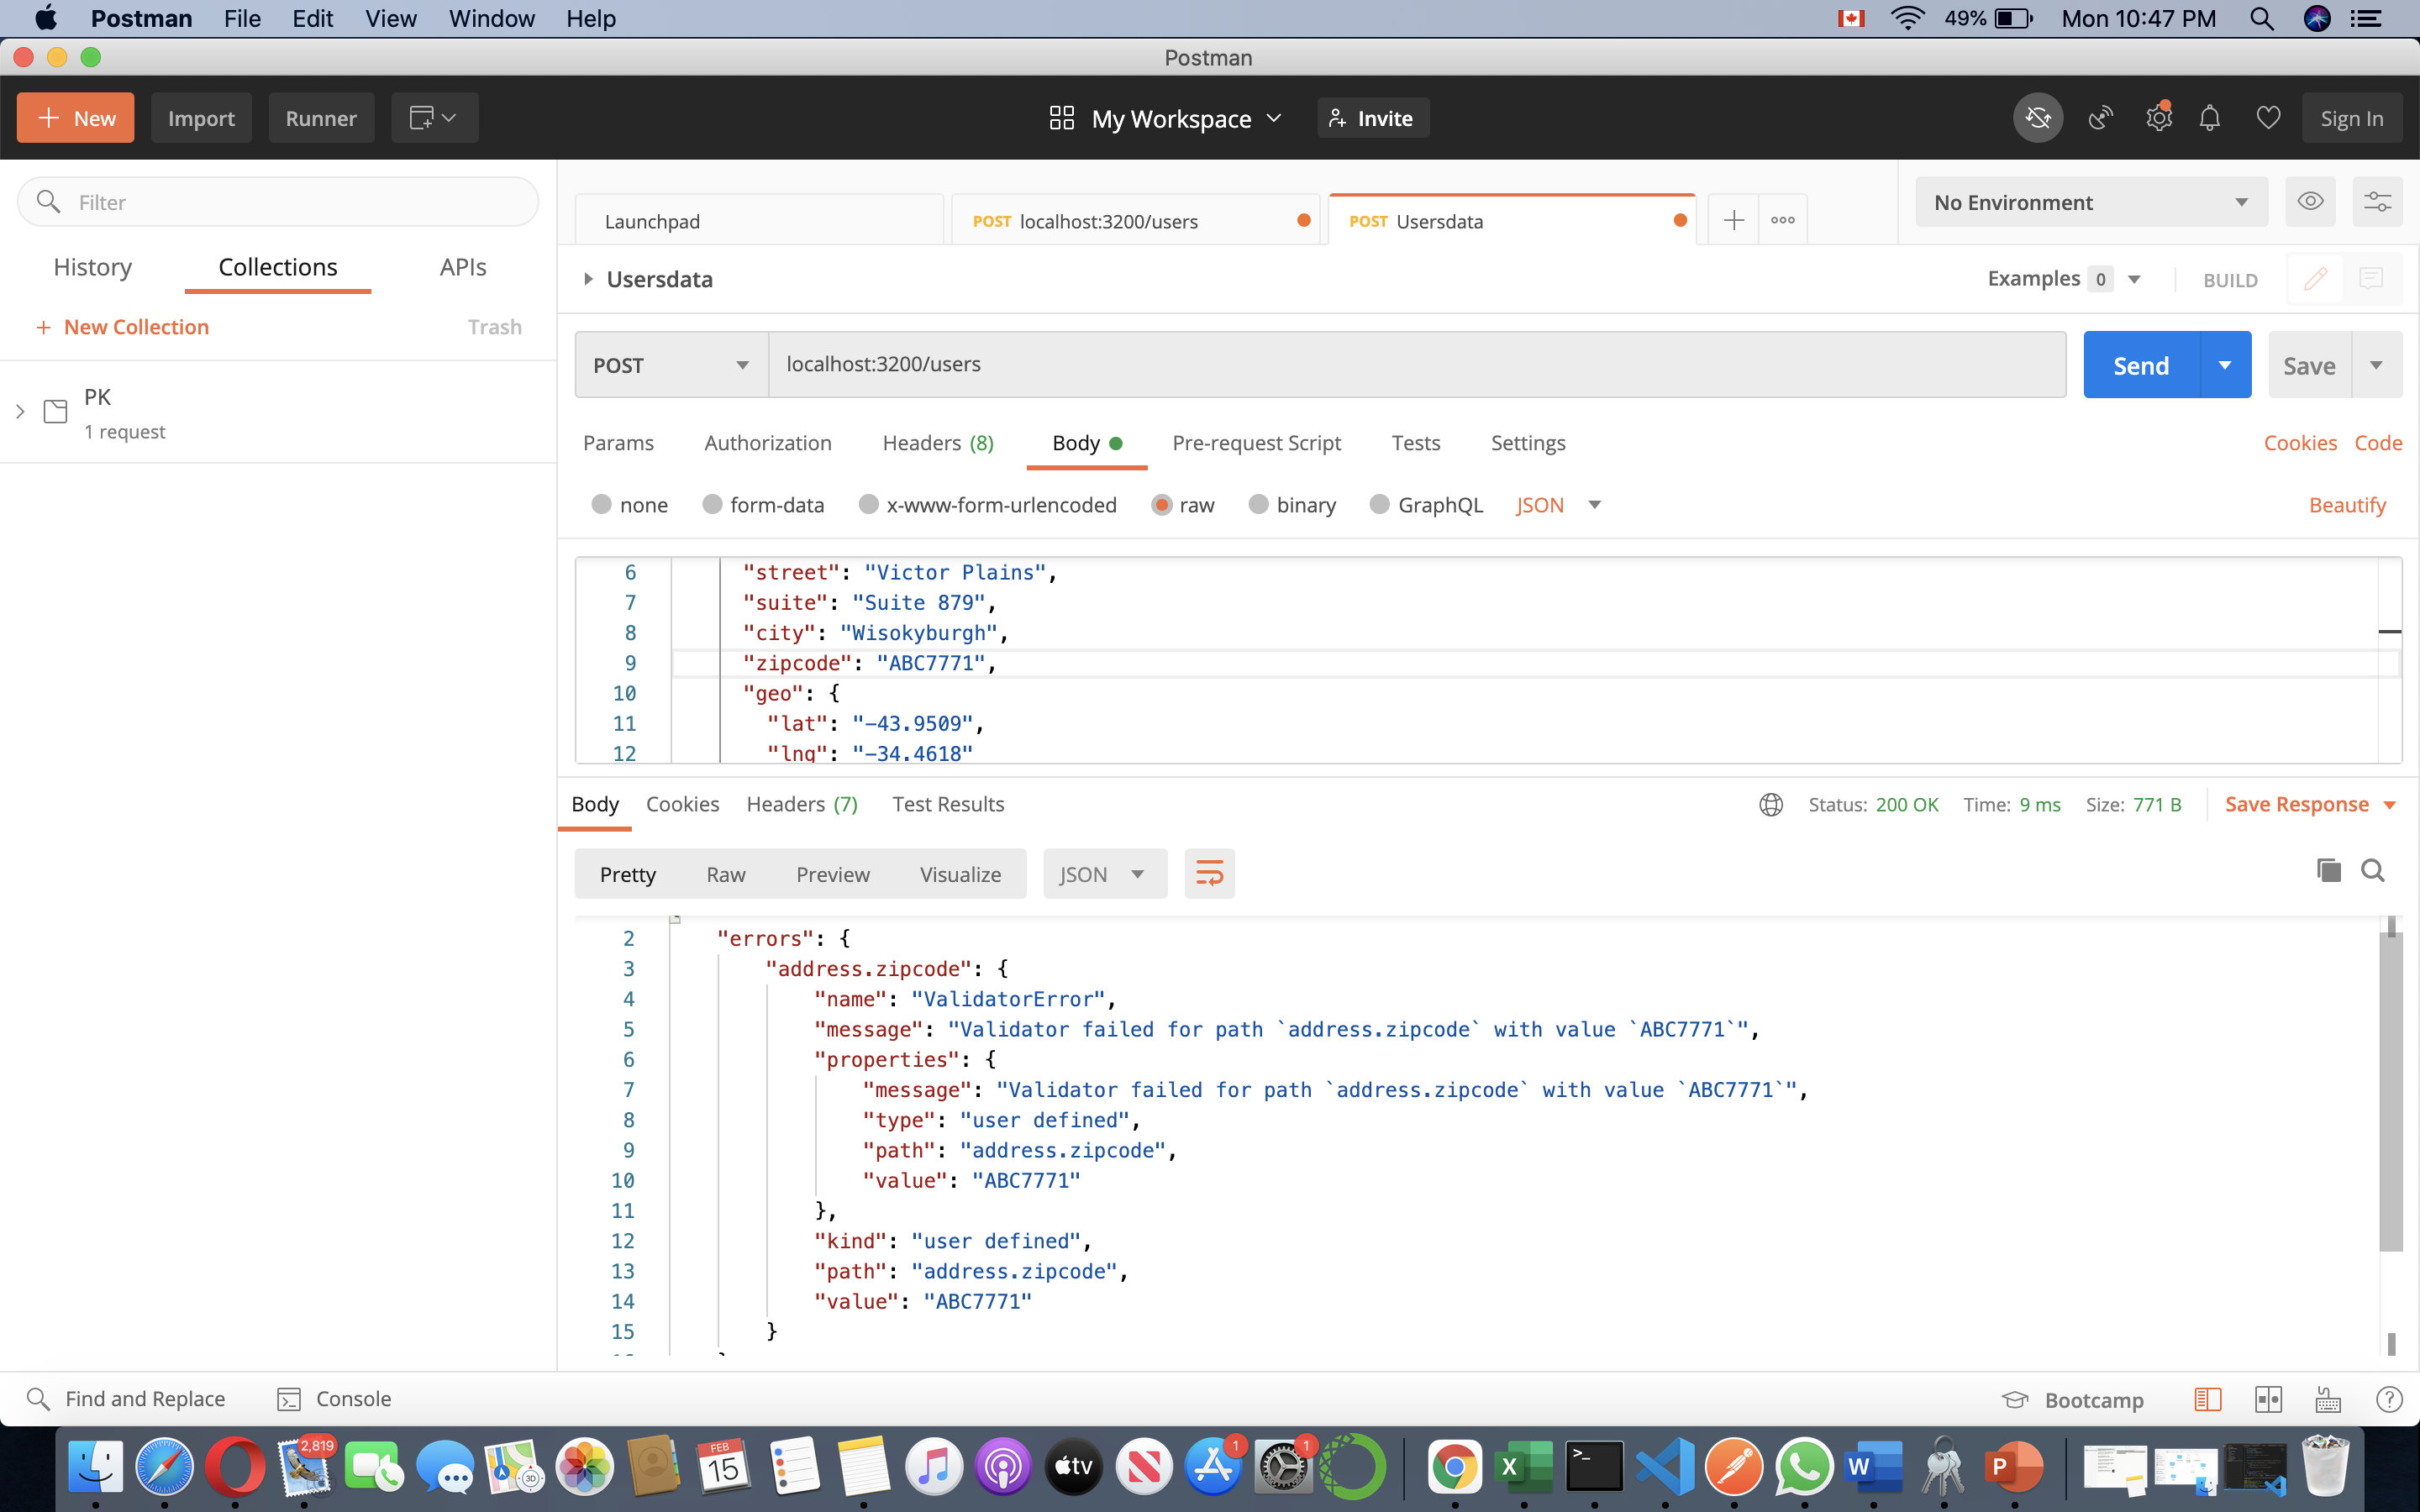 Postman File Edit View Window Help 49% Mon 10:47 PM
Postman
+ New Import Runner My Workspace Invite Sign In
Filter
Launchpad POST localhost:3200/users POST Usersdata No Environment
History Collections APIs
Usersdata Examples 0 BUILD
+ New Collection Trash
POST localhost:3200/users Send Save
PK
1 request
Params Authorization Headers (8) Body Pre-request Script Tests Settings Cookies Code
none form-data x-www-form-urlencoded raw binary GraphQL JSON Beautify
6 "street": "Victor Plains",
7 "suite": "Suite 879",
8 "city": "Wisokyburgh",
9 "zipcode": "ABC7771",
10 "geo": {
11 "lat": "-43.9509",
12 "lng": "-34.4618"
Body Cookies Headers (7) Test Results Status: 200 OK Time: 9 ms Size: 771 B Save Response
Pretty Raw Preview Visualize JSON
2 "errors": {
3 "address.zipcode": {
4 "name": "ValidatorError",
5 "message": "Validator failed for path `address.zipcode` with value `ABC7771`",
6 "properties": {
7 "message": "Validator failed for path `address.zipcode` with value `ABC7771`",
8 "type": "user defined",
9 "path": "address.zipcode",
10 "value": "ABC7771"
11 },
12 "kind": "user defined",
13 "path": "address.zipcode",
14 "value": "ABC7771"
15 }
Find and Replace Console Bootcamp
2,819 3D FEB 15 tv 1 1 X >_ W P